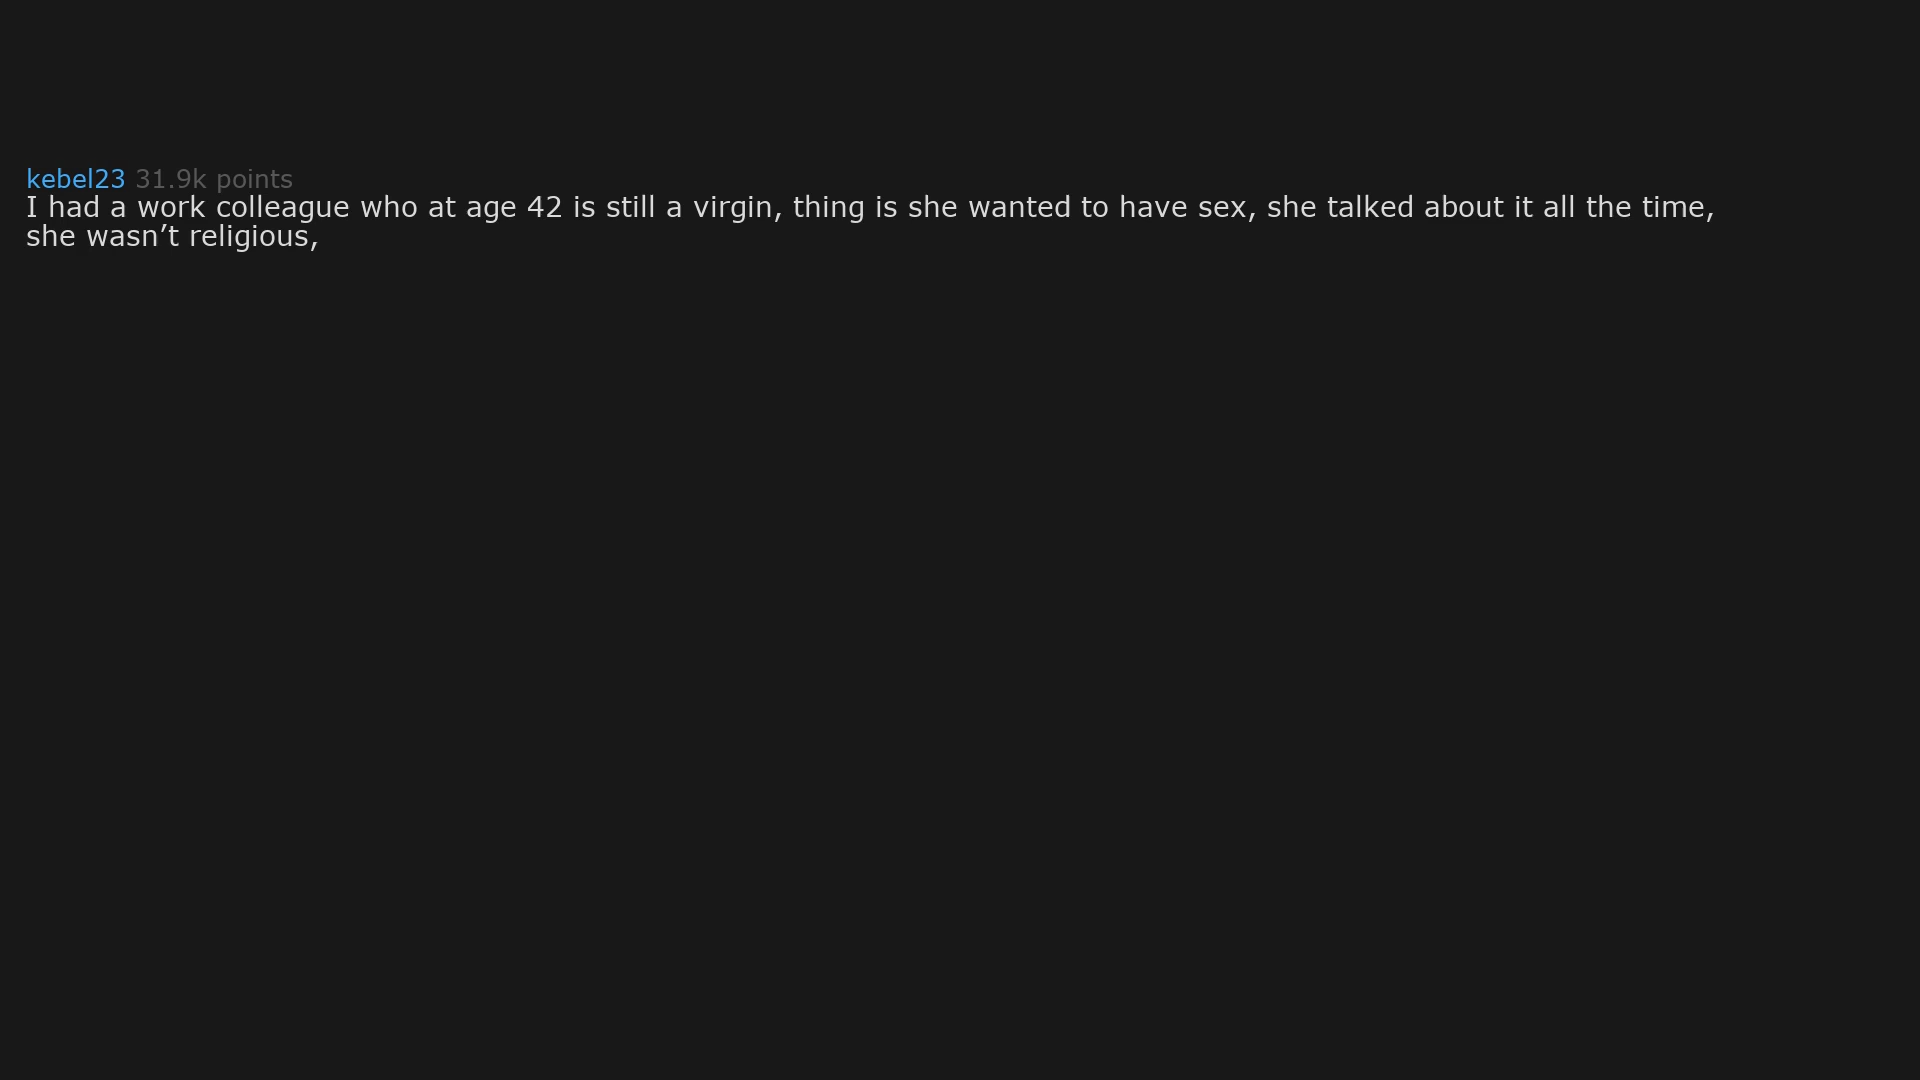 kebel23 31.9k points
I had a work colleague who at age 42 is still a virgin, thing is she wanted to have sex, she talked about it all the time,
she wasn’t religious,